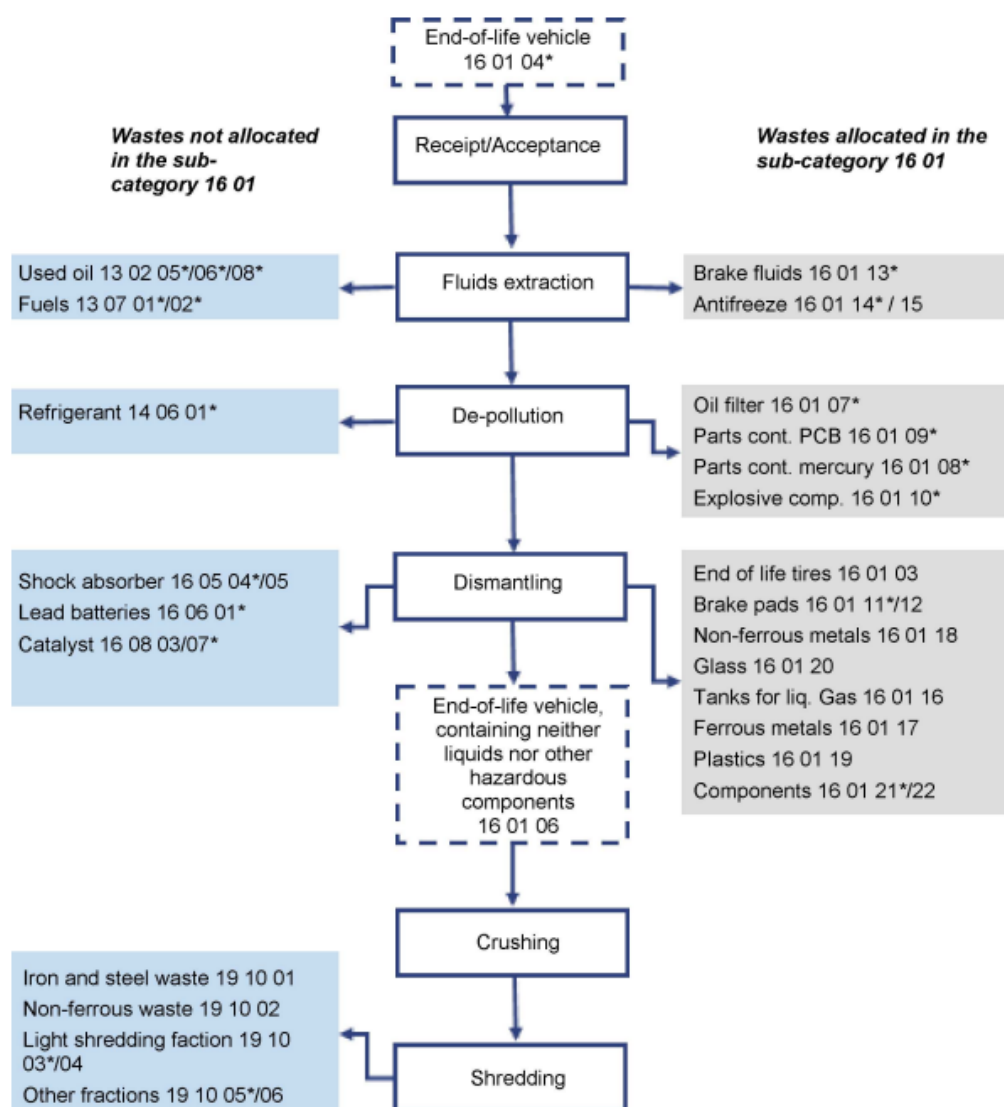 End-of-life vehicle
16 01 04*
Wastes not allocated
in the sub-
category 16 01
Receipt/Acceptance
Wastes allocated in the
sub-category 16 01
Used oil 13 02 05*/06*/08*
Fuels 13 07 01*/02*
Fluids extraction
Brake fluids 16 01 13*
Antifreeze 16 01 14* / 15
Refrigerant 14 06 01*
De-pollution
Oil filter 16 01 07*
Parts cont. PCB 16 01 09*
Parts cont. mercury 16 01 08*
Explosive comp. 16 01 10*
Shock absorber 16 05 04*/05
Lead batteries 16 06 01*
Catalyst 16 08 03/07*
Dismantling
End of life tires 16 01 03
Brake pads 16 01 11*/12
Non-ferrous metals 16 01 18
Glass 16 01 20
Tanks for liq. Gas 16 01 16
Ferrous metals 16 01 17
Plastics 16 01 19
Components 16 01 21*/22
End-of-life vehicle,
containing neither
liquids nor other
hazardous
components
16 01 06
Crushing
Iron and steel waste 19 10 01
Non-ferrous waste 19 10 02
Light shredding faction 19 10
03*/04
Other fractions 19 10 05*/06
Shredding